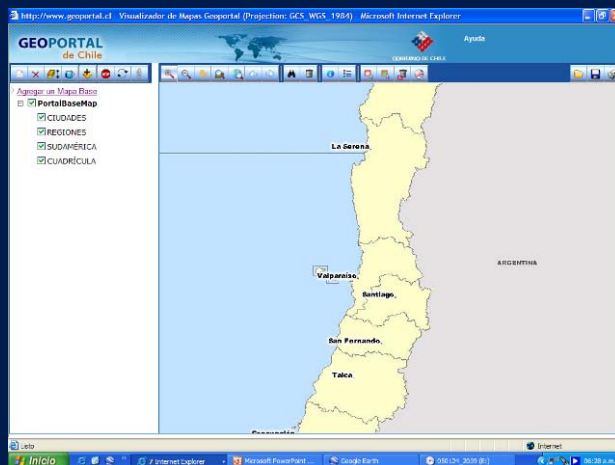 http://www.geoportal.cl Visualizador de Mapas Geoportal (Projection: GCS_WGS_1984) Microsoft Internet Explorer
GEOPORTAL
de Chile
GOBIERNO DE CHILE
Ayuda
Agregar un Mapa Base
PortalBaseMap
CIUDADES
REGIONES
SUDAMÉRICA
CUADRÍCULA
La Serena
ARGENTINA
Valparaíso
Santiago
San Fernando
Talca
Concepción
Listo
Internet
Inicio
7 Internet Explorer
Microsoft PowerPoint ...
Google Earth